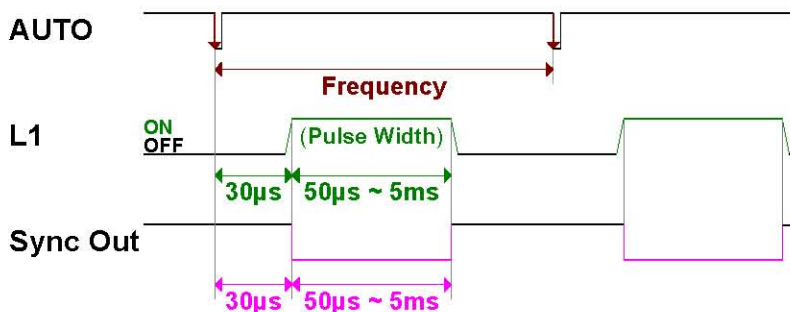 AUTO
Frequency
L1
ON
OFF
(Pulse Width)
30µs
50µs ~ 5ms
Sync Out
30µs
50µs ~ 5ms